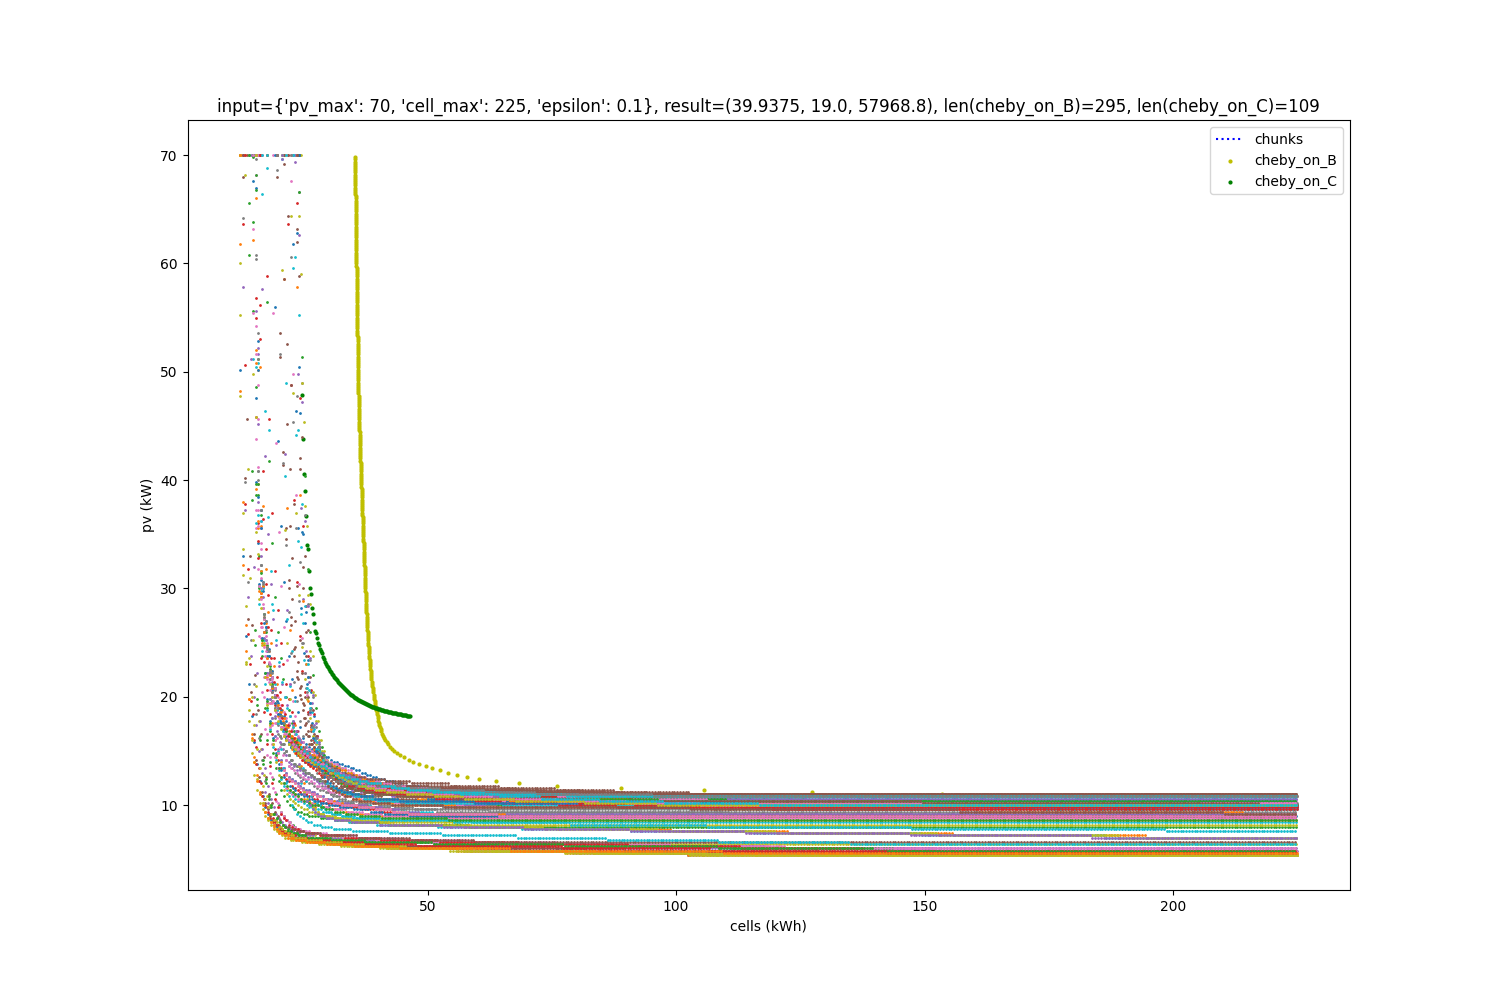 input={'pv_max': 70, 'cell_max': 225, 'epsilon': 0.1}, result=(39.9375, 19.0, 57968.8), len(cheby_on_B)=295, len(cheby_on_C)=109
chunks
cheby_on_B
cheby_on_C
70
60
50
40
30
20
10
pv (kW)
50
100
150
200
cells (kWh)